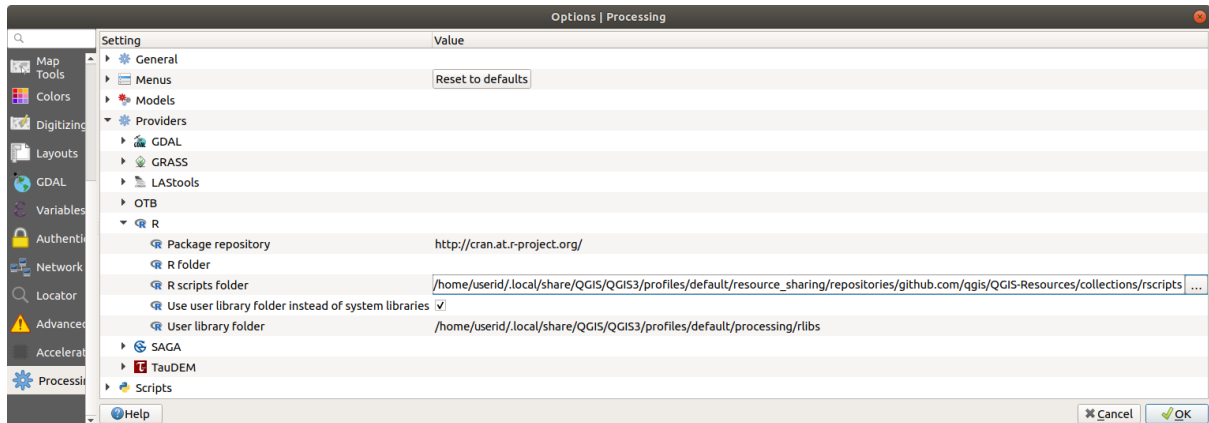 Options | Processing
Setting Value
Map Tools
General
Menus Reset to defaults
Colors
Models
Digitizing
Providers
GDAL
Layouts
GRASS
GDAL
LAStools
Variables
OTB
R
Authenti
Package repository http://cran.at.r-project.org/
Network
R folder
R scripts folder /home/userid/.local/share/QGIS/QGIS3/profiles/default/resource_sharing/repositories/github.com/qgis/QGIS-Resources/collections/rscripts ...
Locator
Use user library folder instead of system libraries
Advanced
User library folder /home/userid/.local/share/QGIS/QGIS3/profiles/default/processing/rlibs
Accelerat
SAGA
TauDEM
Processin
Scripts
Help Cancel OK